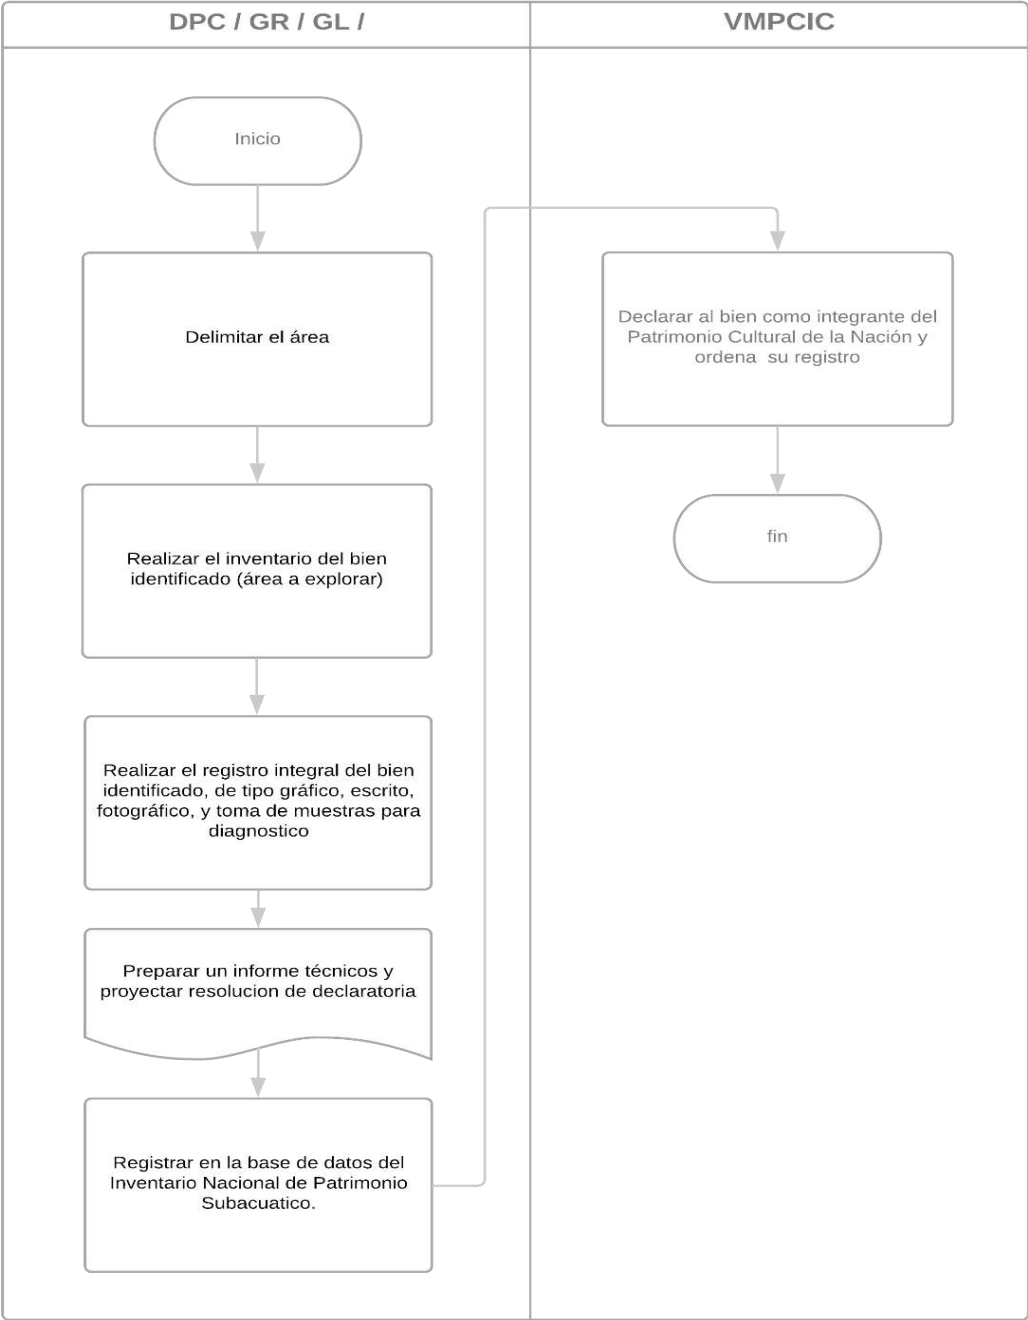 DPC / GR / GL /
VMPCIC
Inicio
Delimitar el área
Realizar el inventario del bien
identificado (área a explorar)
Realizar el registro integral del bien
identificado, de tipo gráfico, escrito,
fotográfico, y toma de muestras para
diagnostico
Preparar un informe técnicos y
proyectar resolucion de declaratoria
Registrar en la base de datos del
Inventario Nacional de Patrimonio
Subacuatico.
Declarar al bien como integrante del
Patrimonio Cultural de la Nación y
ordena su registro
fin